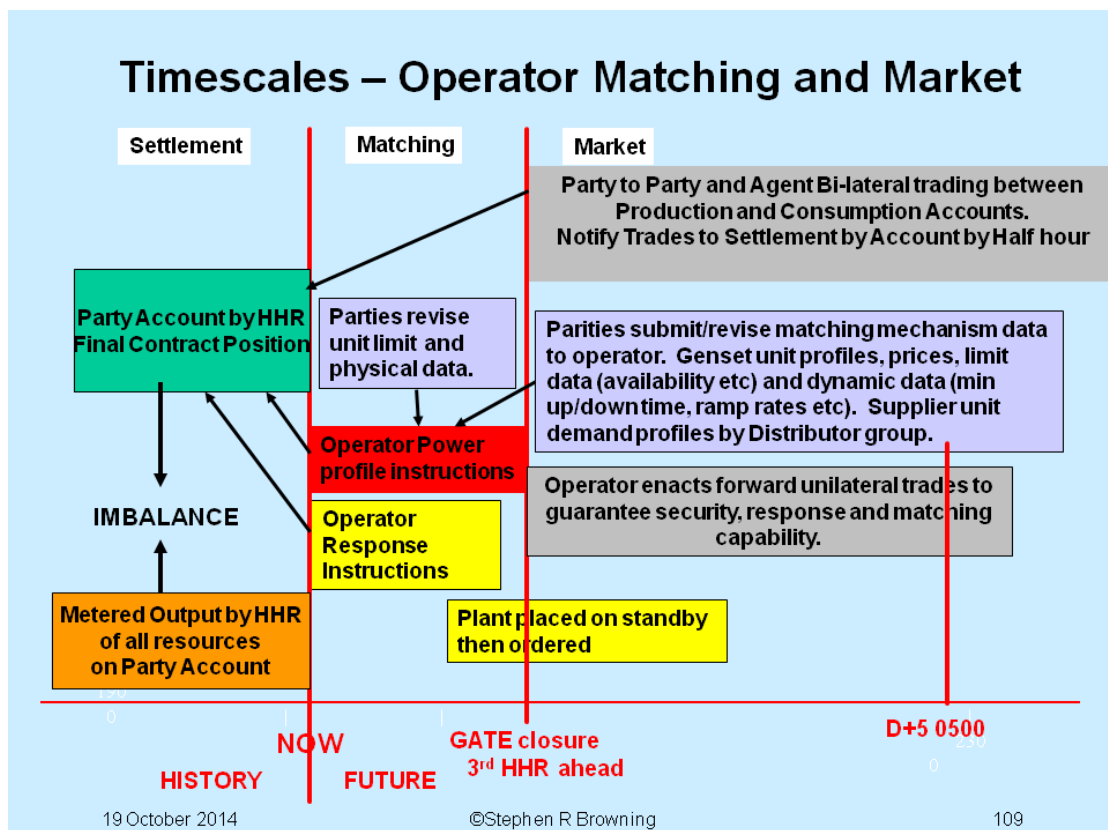 Timescales – Operator Matching and Market
Settlement
Matching
Market
Party to Party and Agent Bi-lateral trading between
Production and Consumption Accounts.
Notify Trades to Settlement by Account by Half hour
Party Account by HHR
Final Contract Position
Parties revise
unit limit and
physical data.
Parities submit/revise matching mechanism data
to operator. Genset unit profiles, prices, limit
data (availability etc) and dynamic data (min
up/down time, ramp rates etc). Supplier unit
demand profiles by Distributor group.
Operator Power
profile instructions
Operator enacts forward unilateral trades to
guarantee security, response and matching
capability.
IMBALANCE
Operator
Response
Instructions
Metered Output by HHR
of all resources
on Party Account
Plant placed on standby
then ordered
190
0
NOW
GATE closure
3rd HHR ahead
D+5 0500
230
0
HISTORY
FUTURE
19 October 2014
©Stephen R Browning
109